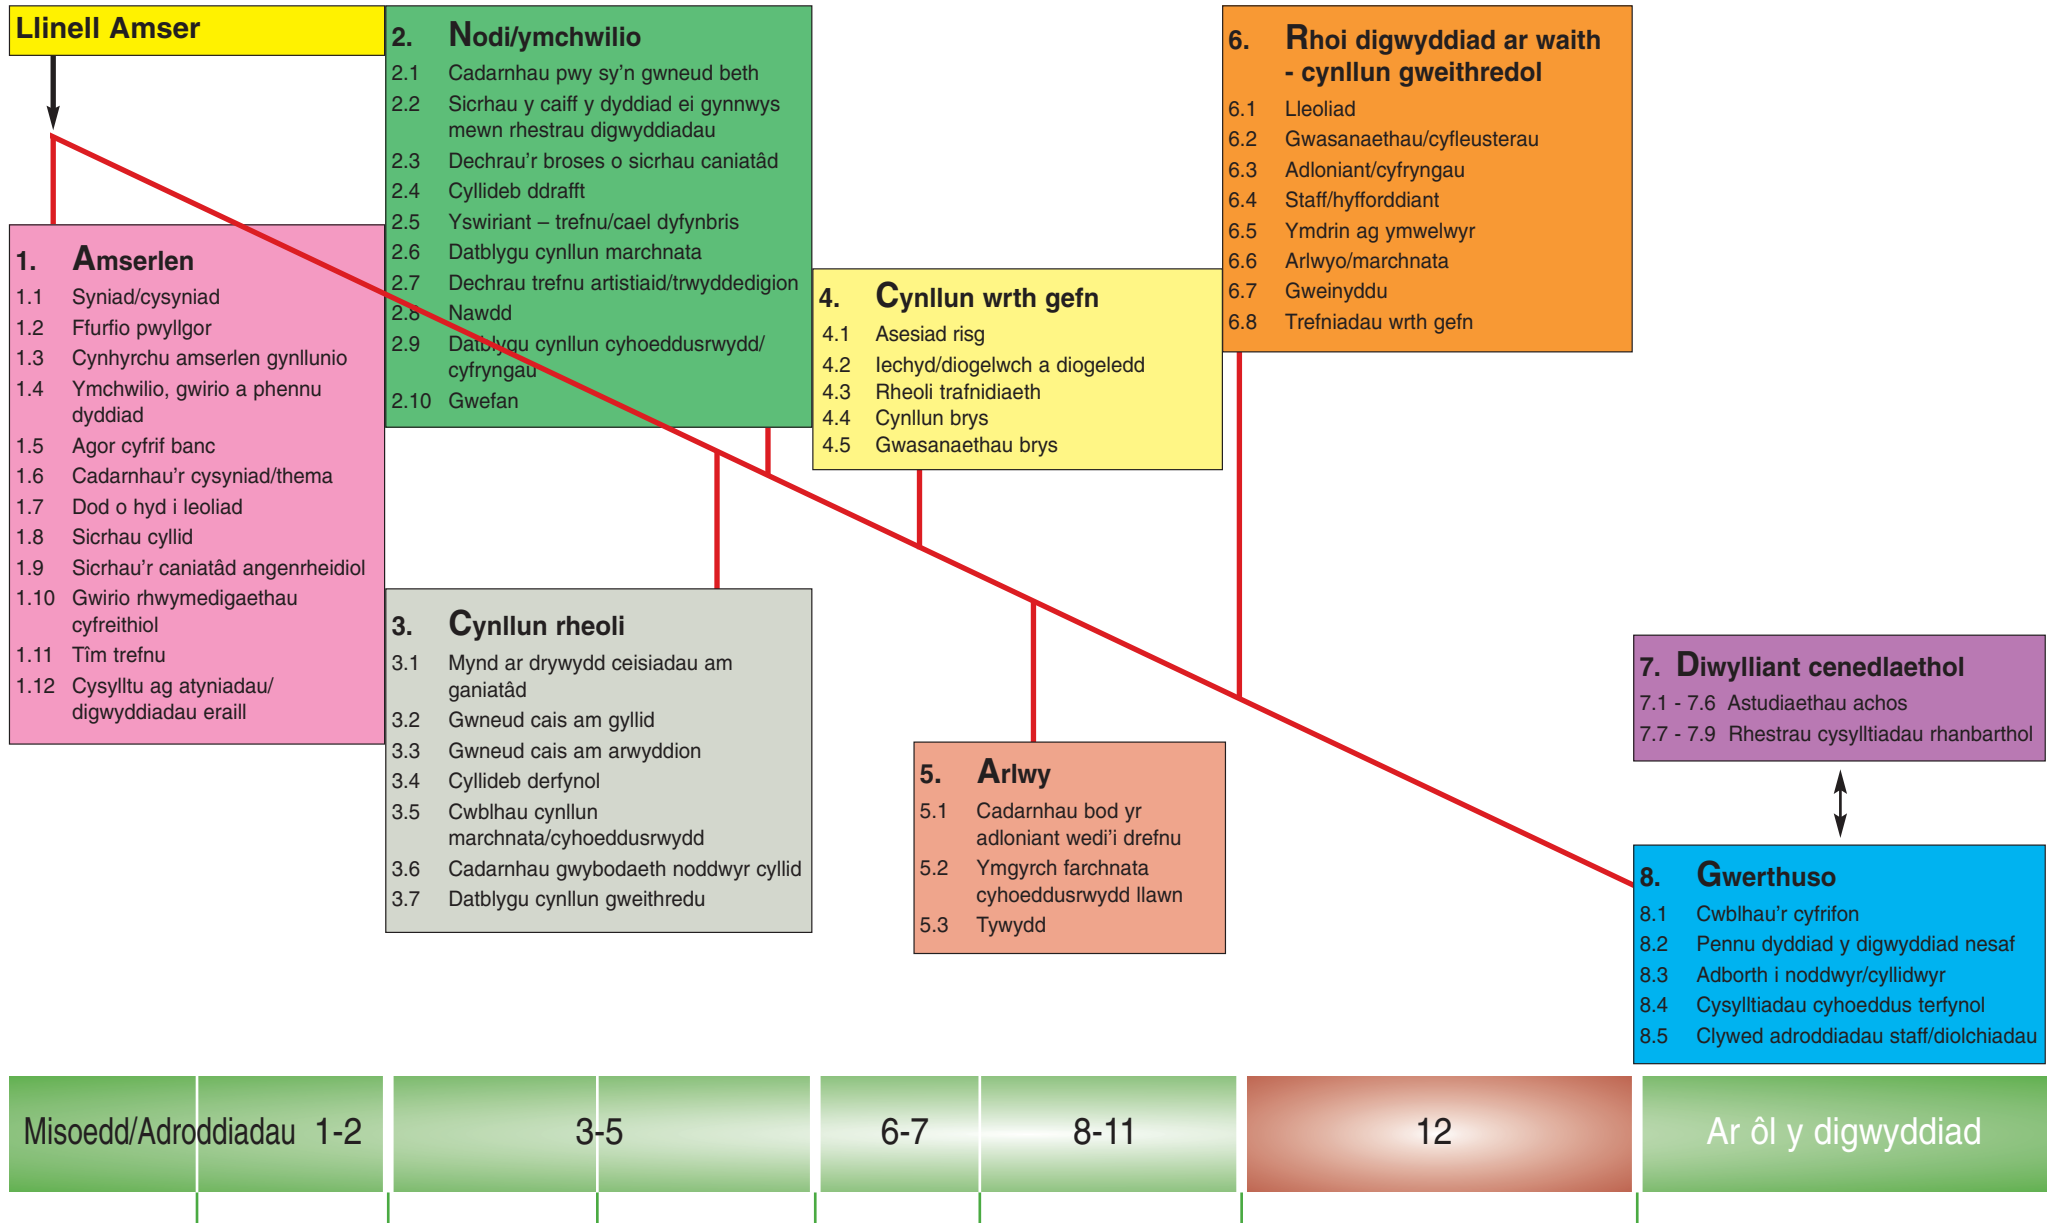 Llinell Amser
1. Amserlen
1.1 Syniad/cysyniad
1.2 Ffurfio pwyllgor
1.3 Cynhyrchu amserlen gynllunio
1.4 Ymchwilio, gwirio a phennu
dyddiad
1.5 Agor cyfrif banc
1.6 Cadarnhau'r cysyniad/thema
1.7 Dod o hyd i leoliad
1.8 Sicrhau cyllid
1.9 Sicrhau'r caniatâd angenrheidiol
1.10 Gwirio rhwymedigaethau
cyfreithiol
1.11 Tîm trefnu
1.12 Cysylltu ag atyniadau/
digwyddiadau eraill
2. Nodi/ymchwilio
2.1 Cadarnhau pwy sy'n gwneud beth
2.2 Sicrhau y caiff y dyddiad ei gynnwys
mewn rhestrau digwyddiadau
2.3 Dechrau'r broses o sicrhau caniatâd
2.4 Cyllideb ddrafft
2.5 Yswiriant – trefnu/cael dyfynbris
2.6 Datblygu cynllun marchnata
2.7 Dechrau trefnu artistiaid/trwyddedigion
2.8 Nawdd
2.9 Datblygu cynllun cyhoeddusrwydd/
cyfryngau
2.10 Gwefan
3. Cynllun rheoli
3.1 Mynd ar drywydd ceisiadau am
ganiatâd
3.2 Gwneud cais am gyllid
3.3 Gwneud cais am arwyddion
3.4 Cyllideb derfynol
3.5 Cwblhau cynllun
marchnata/cyhoeddusrwydd
3.6 Cadarnhau gwybodaeth noddwyr cyllid
3.7 Datblygu cynllun gweithredu
4. Cynllun wrth gefn
4.1 Asesiad risg
4.2 Iechyd/diogelwch a diogeledd
4.3 Rheoli trafnidiaeth
4.4 Cynllun brys
4.5 Gwasanaethau brys
5. Arlwy
5.1 Cadarnhau bod yr
adloniant wedi'i drefnu
5.2 Ymgyrch farchnata
cyhoeddusrwydd llawn
5.3 Tywydd
6. Rhoi digwyddiad ar waith
- cynllun gweithredol
6.1 Lleoliad
6.2 Gwasanaethau/cyfleusterau
6.3 Adloniant/cyfryngau
6.4 Staff/hyfforddiant
6.5 Ymdrin ag ymwelwyr
6.6 Arlwyo/marchnata
6.7 Gweinyddu
6.8 Trefniadau wrth gefn
7. Diwylliant cenedlaethol
7.1 - 7.6 Astudiaethau achos
7.7 - 7.9 Rhestrau cysylltiadau rhanbarthol
8. Gwerthuso
8.1 Cwblhau'r cyfrifon
8.2 Pennu dyddiad y digwyddiad nesaf
8.3 Adborth i noddwyr/cyllidwyr
8.4 Cysylltiadau cyhoeddus terfynol
8.5 Clywed adroddiadau staff/diolchiadau
Misoedd/Adroddiadau 1-2 3-5 6-7 8-11 12 Ar ôl y digwyddiad